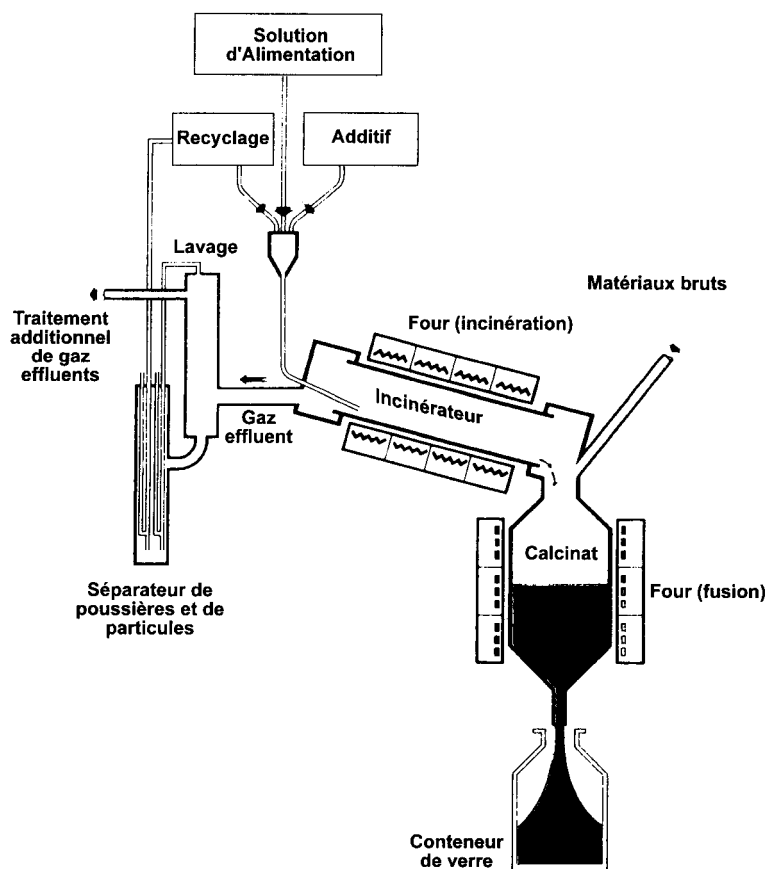 Solution
d'Alimentation
Recyclage
Additif
Lavage
Matériaux bruts
Traitement
additionnel
de gaz
effluents
Four (incinération)
Incinérateur
Gaz
effluent
Calcinat
Séparateur de
poussières et de
particules
Four (fusion)
Conteneur
de verre